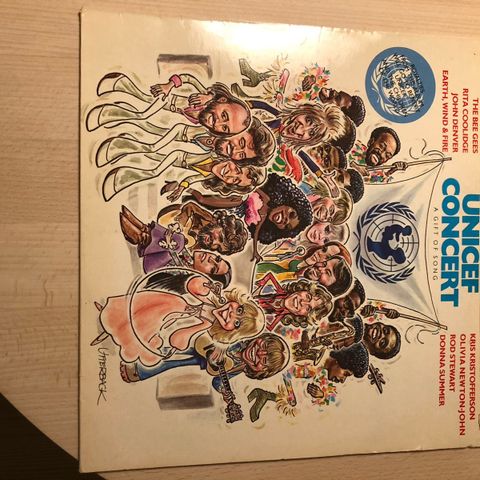 THE BEE GEES
RITA COOLIDGE
JOHN DENVER
EARTH, WIND & FIRE
UNICEF
CONCERT
A GIFT OF SONG
KRIS KRISTOFFERSON
OLIVIA NEWTON-JOHN
ROD STEWART
DONNA SUMMER
UTTERBACK